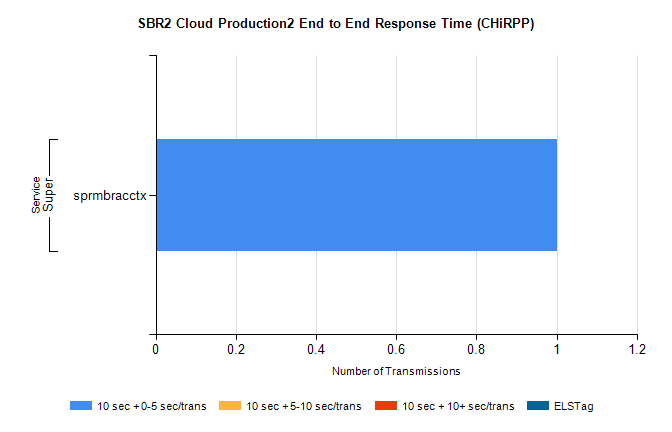 SBR2 Cloud Production2 End to End Response Time (CHiRPP)
Service
Super
sprmbracctx
0 0.2 0.4 0.6 0.8 1 1.2
Number of Transmissions
10 sec +0-5 sec/trans 10 sec +5-10 sec/trans 10 sec + 10+ sec/trans ELSTag